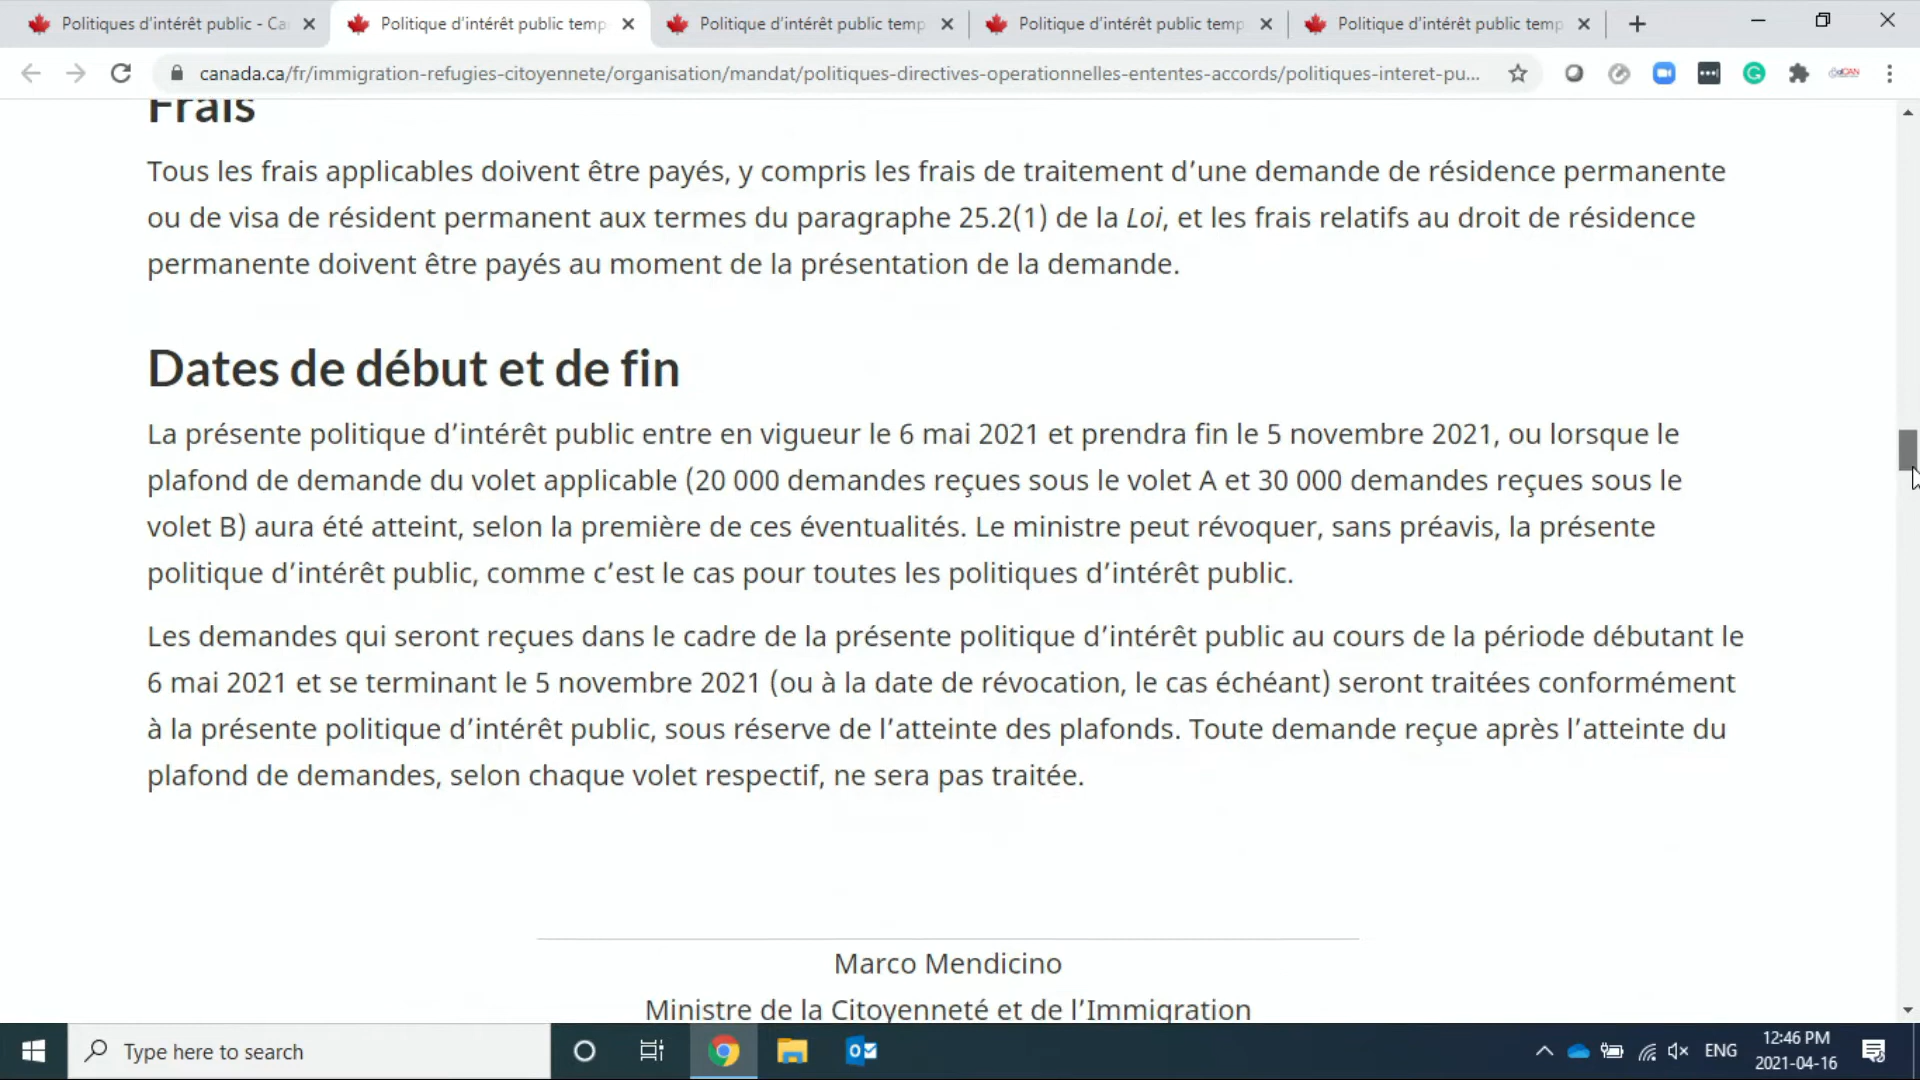 Politiques d’intérêt public - Ca
Politique d’intérêt public temp
Politique d’intérêt public temp
Politique d’intérêt public temp
Politique d’intérêt public temp
canada.ca/fr/immigration-refugies-citoyennete/organisation/mandat/politiques-directives-operationnelles-ententes-accords/politiques-interet-pu...
Frais
Tous les frais applicables doivent être payés, y compris les frais de traitement d’une demande de résidence permanente
ou de visa de résident permanent aux termes du paragraphe 25.2(1) de la Loi, et les frais relatifs au droit de résidence
permanente doivent être payés au moment de la présentation de la demande.
Dates de début et de fin
La présente politique d’intérêt public entre en vigueur le 6 mai 2021 et prendra fin le 5 novembre 2021, ou lorsque le
plafond de demande du volet applicable (20 000 demandes reçues sous le volet A et 30 000 demandes reçues sous le
volet B) aura été atteint, selon la première de ces éventualités. Le ministre peut révoquer, sans préavis, la présente
politique d’intérêt public, comme c’est le cas pour toutes les politiques d’intérêt public.
Les demandes qui seront reçues dans le cadre de la présente politique d’intérêt public au cours de la période débutant le
6 mai 2021 et se terminant le 5 novembre 2021 (ou à la date de révocation, le cas échéant) seront traitées conformément
à la présente politique d’intérêt public, sous réserve de l’atteinte des plafonds. Toute demande reçue après l’atteinte du
plafond de demandes, selon chaque volet respectif, ne sera pas traitée.
Marco Mendicino
Ministre de la Citoyenneté et de l’Immigration
Type here to search
ENG
12:46 PM
2021-04-16